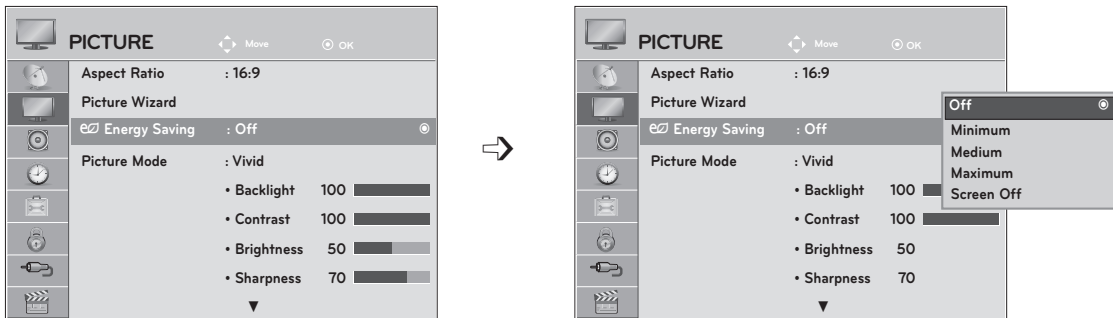 PICTURE Move OK
Aspect Ratio : 16:9
Picture Wizard
Energy Saving : Off
Picture Mode : Vivid
• Backlight 100
• Contrast 100
• Brightness 50
• Sharpness 70
PICTURE Move OK
Aspect Ratio : 16:9
Picture Wizard
Energy Saving : Off
Picture Mode : Vivid
• Backlight 100
• Contrast 100
• Brightness 50
• Sharpness 70
Off
Minimum
Medium
Maximum
Screen Off